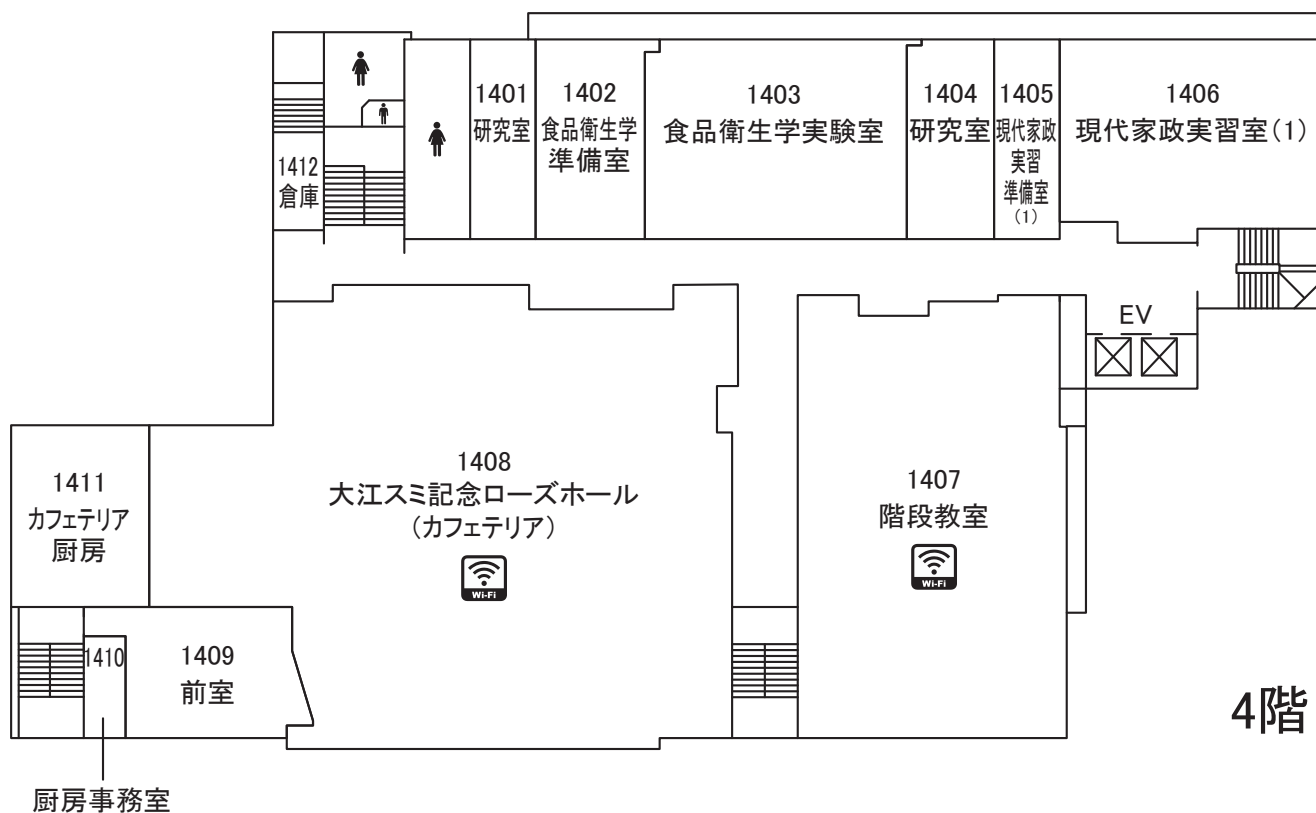 1401
研究室
1402
食品衛生学
準備室
1403
食品衛生学実験室
1404
研究室
1405
現代家政
実習
準備室
(1)
1406
現代家政実習室(1)
1412
倉庫
EV
1411
カフェテリア
厨房
1408
大江スミ記念ローズホール
(カフェテリア)
Wi-Fi
1407
階段教室
Wi-Fi
1410
1409
前室
4階
厨房事務室